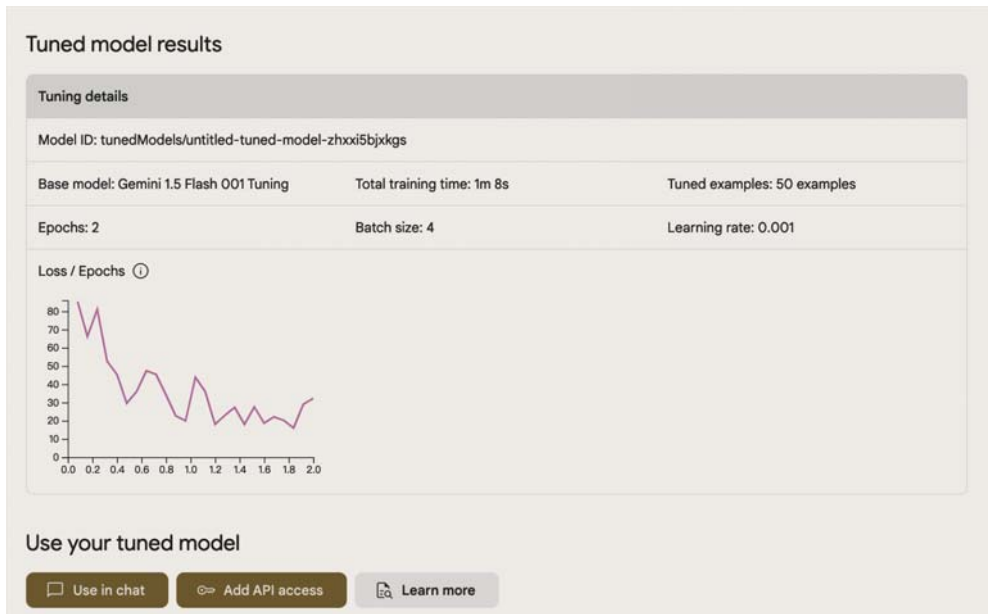 Tuned model results
Tuning details
Model ID: tunedModels/untitled-tuned-model-zhxxi5bjxkgs
Base model: Gemini 1.5 Flash 001 Tuning Total training time: 1m 8s Tuned examples: 50 examples
Epochs: 2 Batch size: 4 Learning rate: 0.001
Loss / Epochs
80
70
60
50
40
30
20
10
0
0.0 0.2 0.4 0.6 0.8 1.0 1.2 1.4 1.6 1.8 2.0
Use your tuned model
Use in chat Add API access Learn more